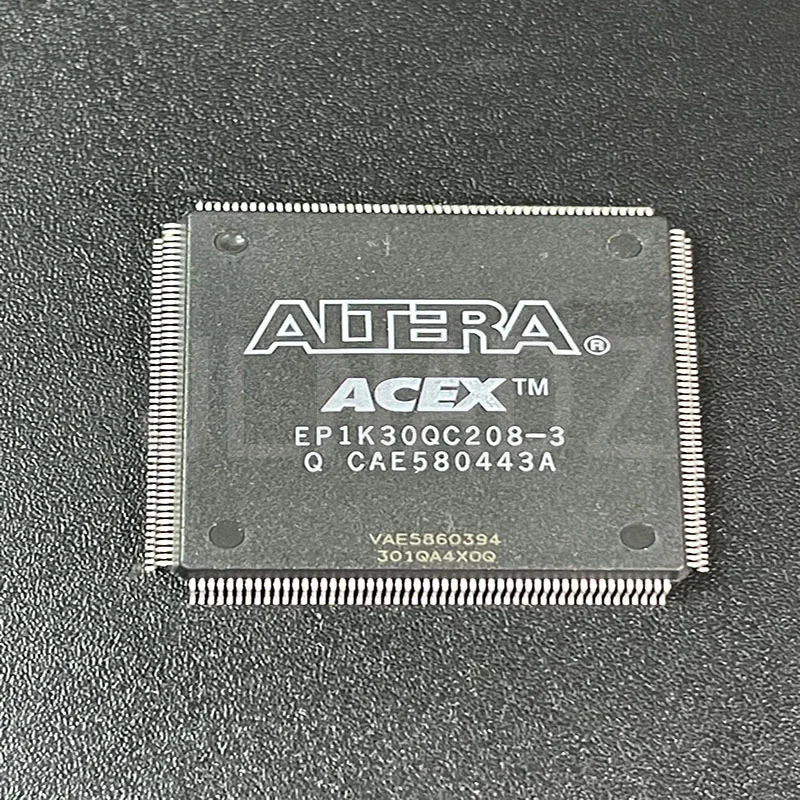 ALTERA®
ACEX™
EP1K30QC208-3
Q CAE580443A
VAE5860394
301QA4X0Q